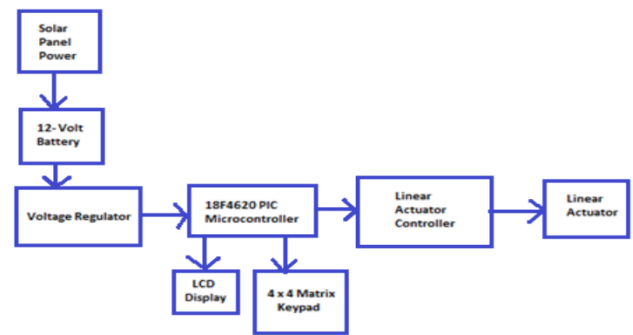 Solar
Panel
Power
12- Volt
Battery
Voltage Regulator
18F4620 PIC
Microcontroller
Linear
Actuator
Controller
Linear
Actuator
LCD
Display
4 x 4 Matrix
Keypad